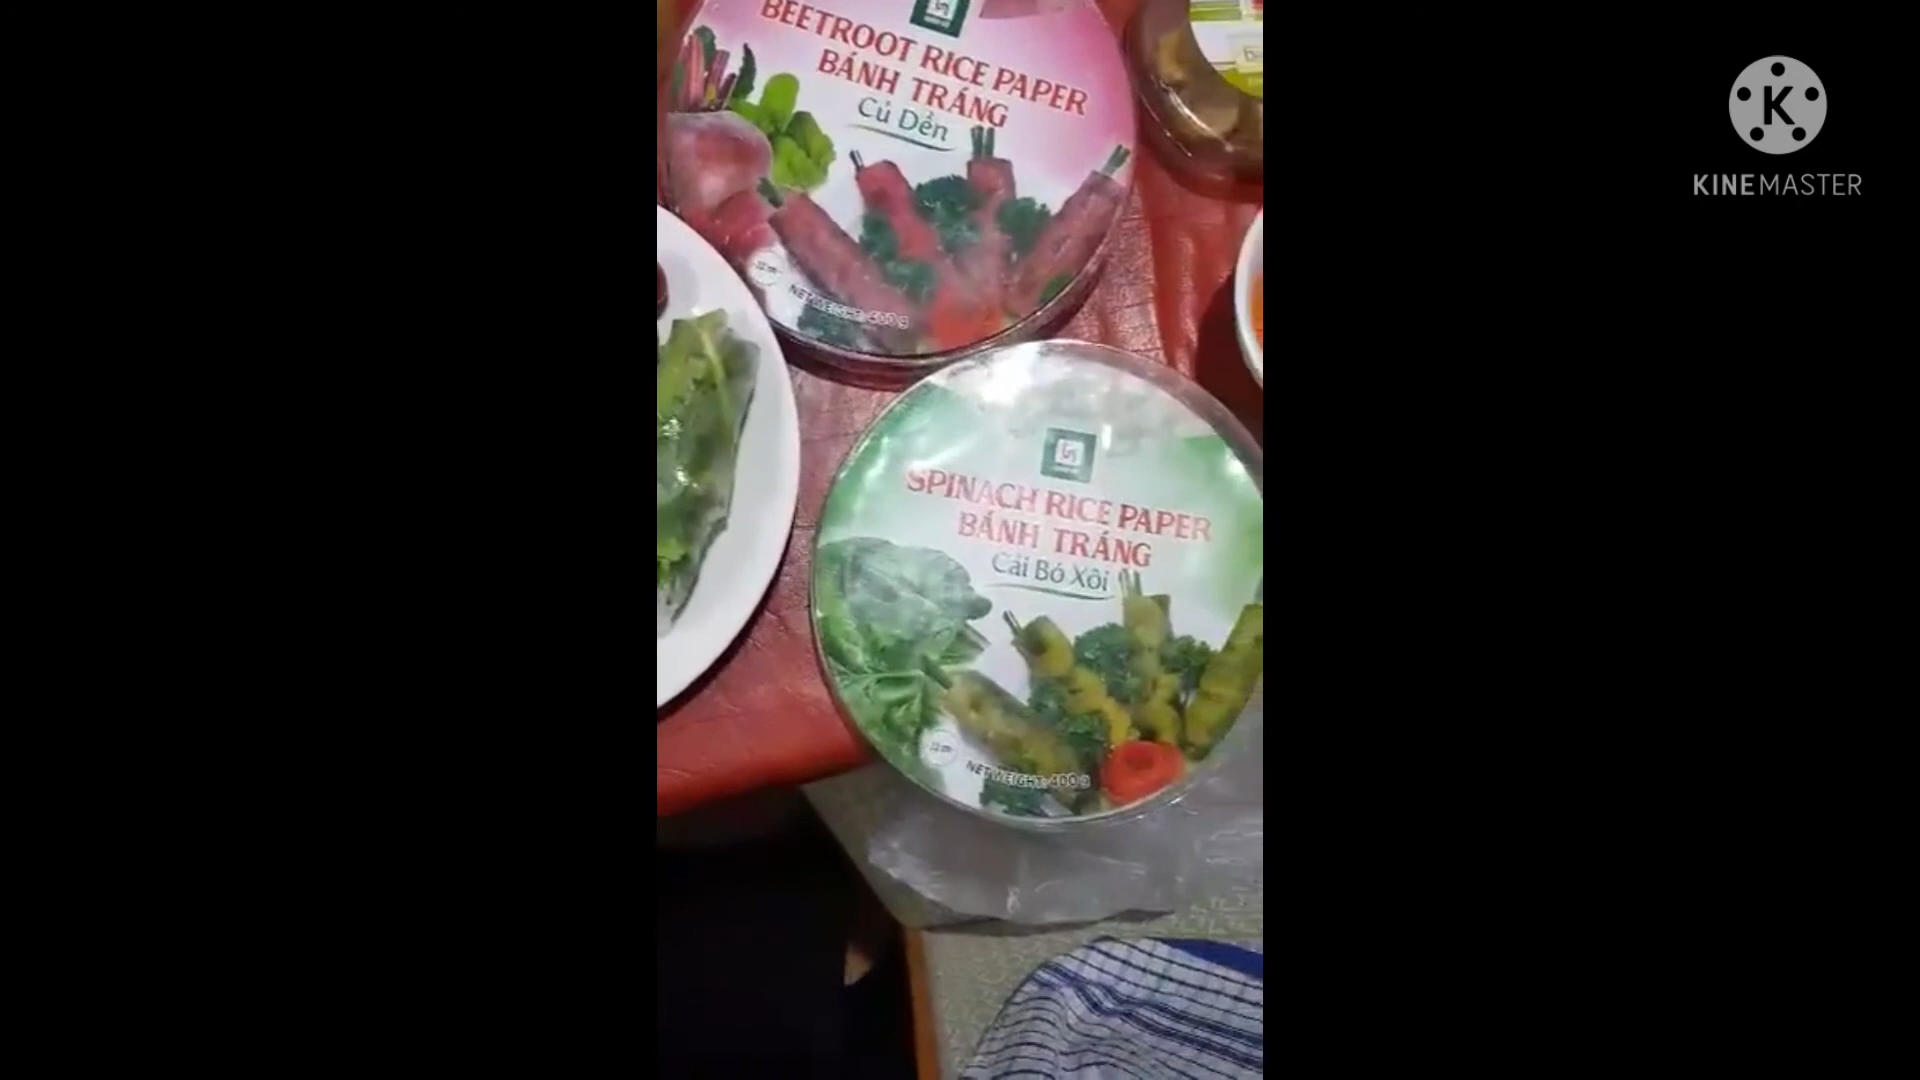 BEETROOT RICE PAPER
BÁNH TRÁNG
Củ Dền
NET WEIGHT: 400 g
SPINACH RICE PAPER
BÁNH TRÁNG
Cải Bó Xôi
NET WEIGHT: 400 g
K
KINEMASTER